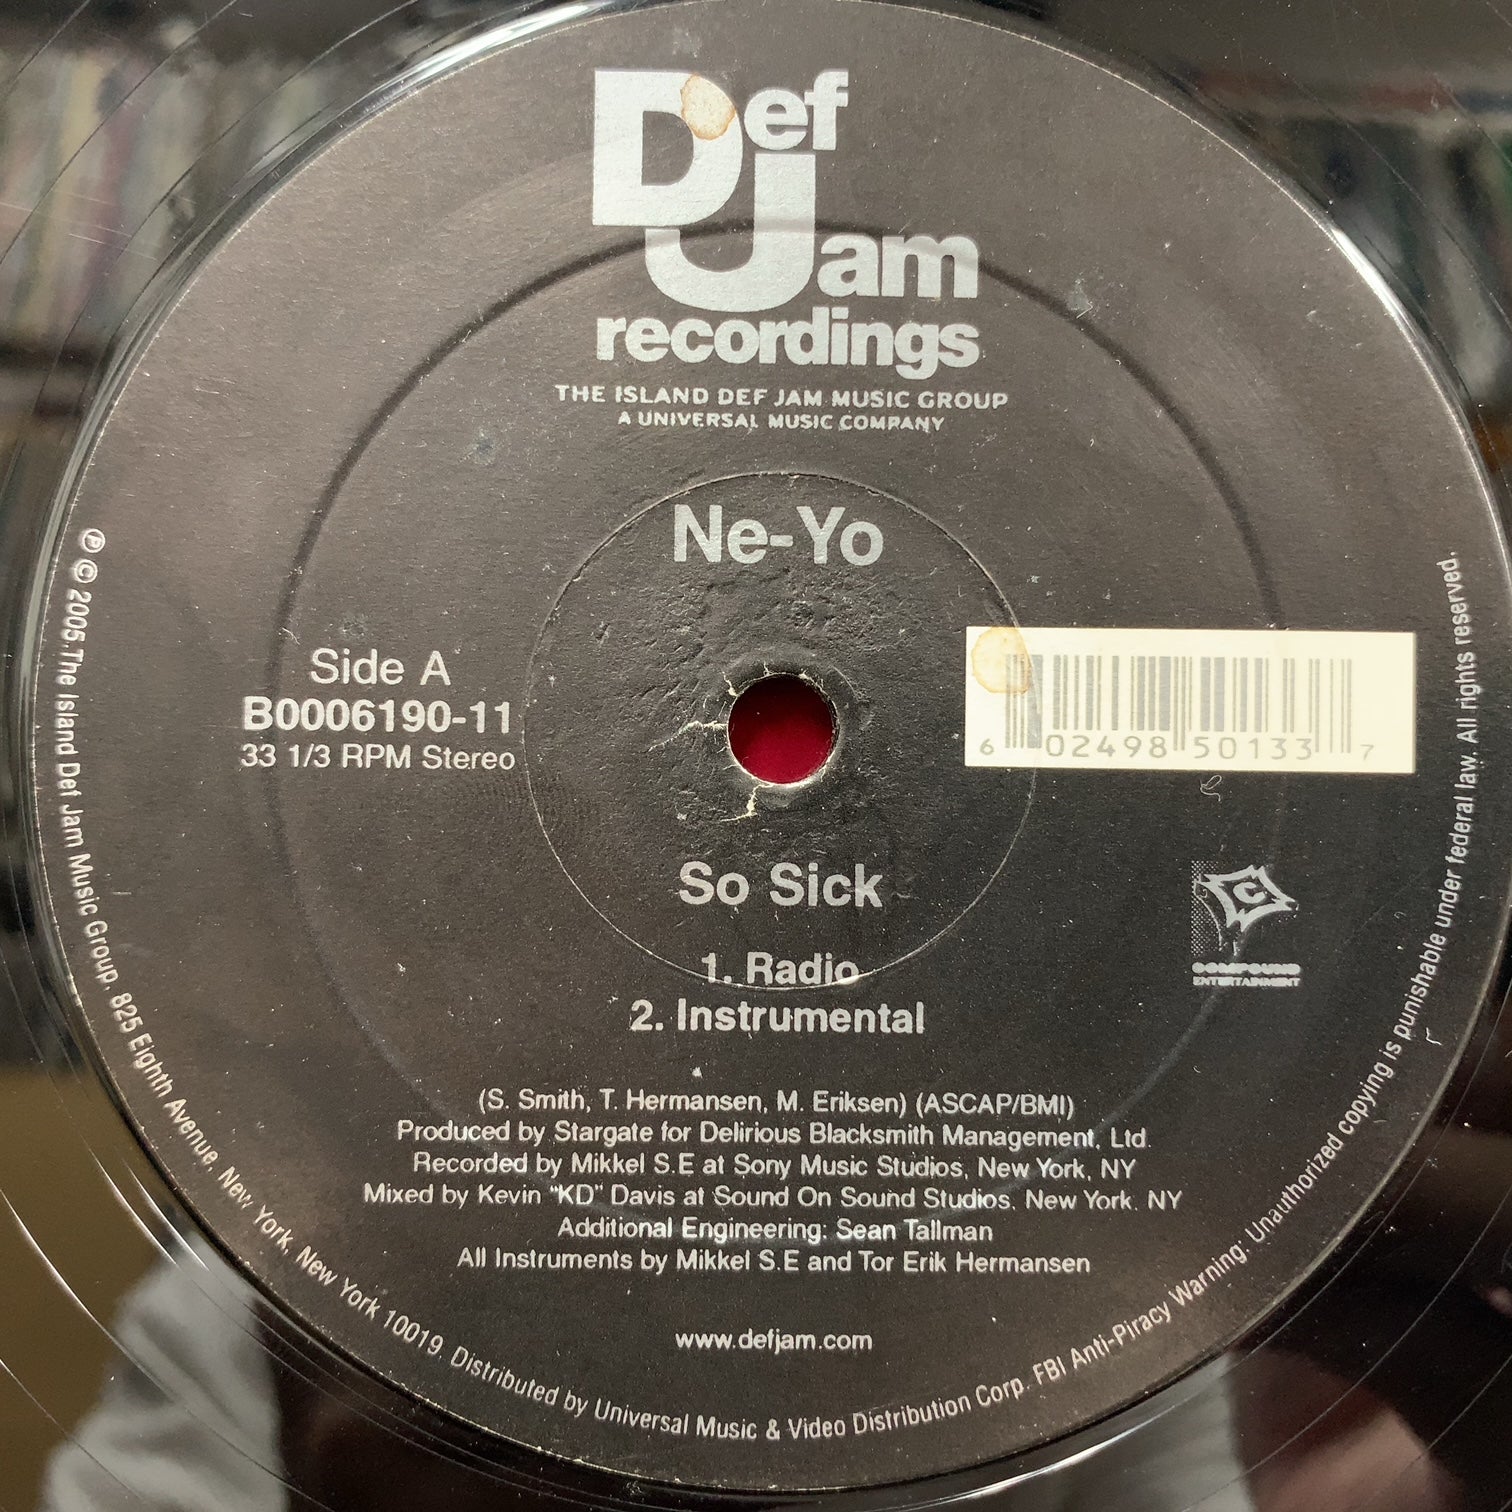 Def Jam
recordings
THE ISLAND DEF JAM MUSIC GROUP
A UNIVERSAL MUSIC COMPANY
Ne-Yo
Side A
B0006190-11
33 1/3 RPM Stereo
6 02498 50133 7
So Sick
1. Radio
2. Instrumental
C
COMPOUND
ENTERTAINMENT
(S. Smith, T. Hermansen, M. Eriksen) (ASCAP/BMI)
Produced by Stargate for Delirious Blacksmith Management, Ltd.
Recorded by Mikkel S.E at Sony Music Studios, New York, NY
Mixed by Kevin "KD" Davis at Sound On Sound Studios, New York, NY
Additional Engineering: Sean Tallman
All Instruments by Mikkel S.E and Tor Erik Hermansen
www.defjam.com
℗ © 2005 The Island Def Jam Music Group, 825 Eighth Avenue, New York, New York 10019. Distributed by Universal Music & Video Distribution Corp. FBI Anti-Piracy Warning: Unauthorized copying is punishable under federal law. All rights reserved.